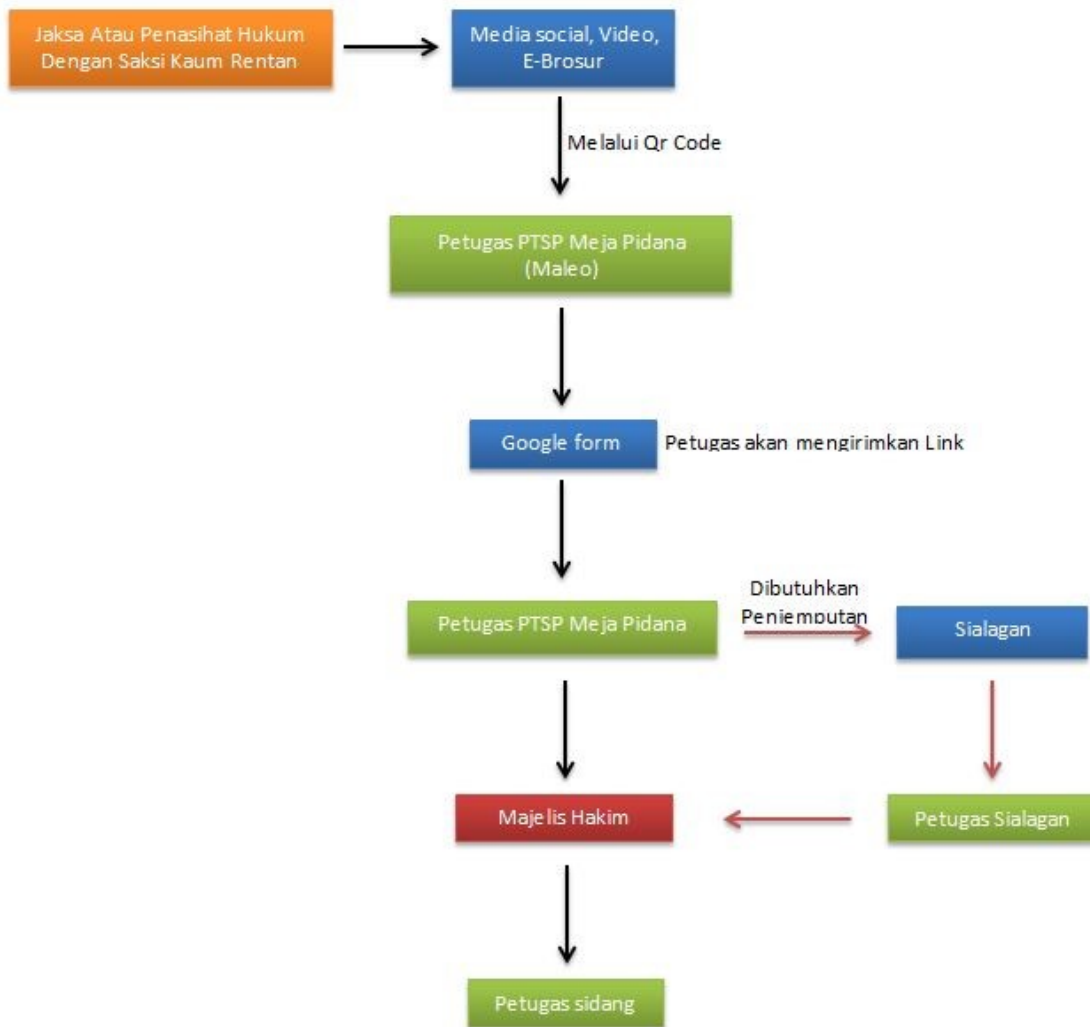 Jaksa Atau Penasihat Hukum
Dengan Saksi Kaum Rentan
Media social, Video,
E-Brosur
Melalui Qr Code
Petugas PTSP Meja Pidana
(Maleo)
Google form
Petugas akan mengirimkan Link
Petugas PTSP Meja Pidana
Dibutuhkan
Penjemputan
Sialagan
Majelis Hakim
Petugas Sialagan
Petugas sidang